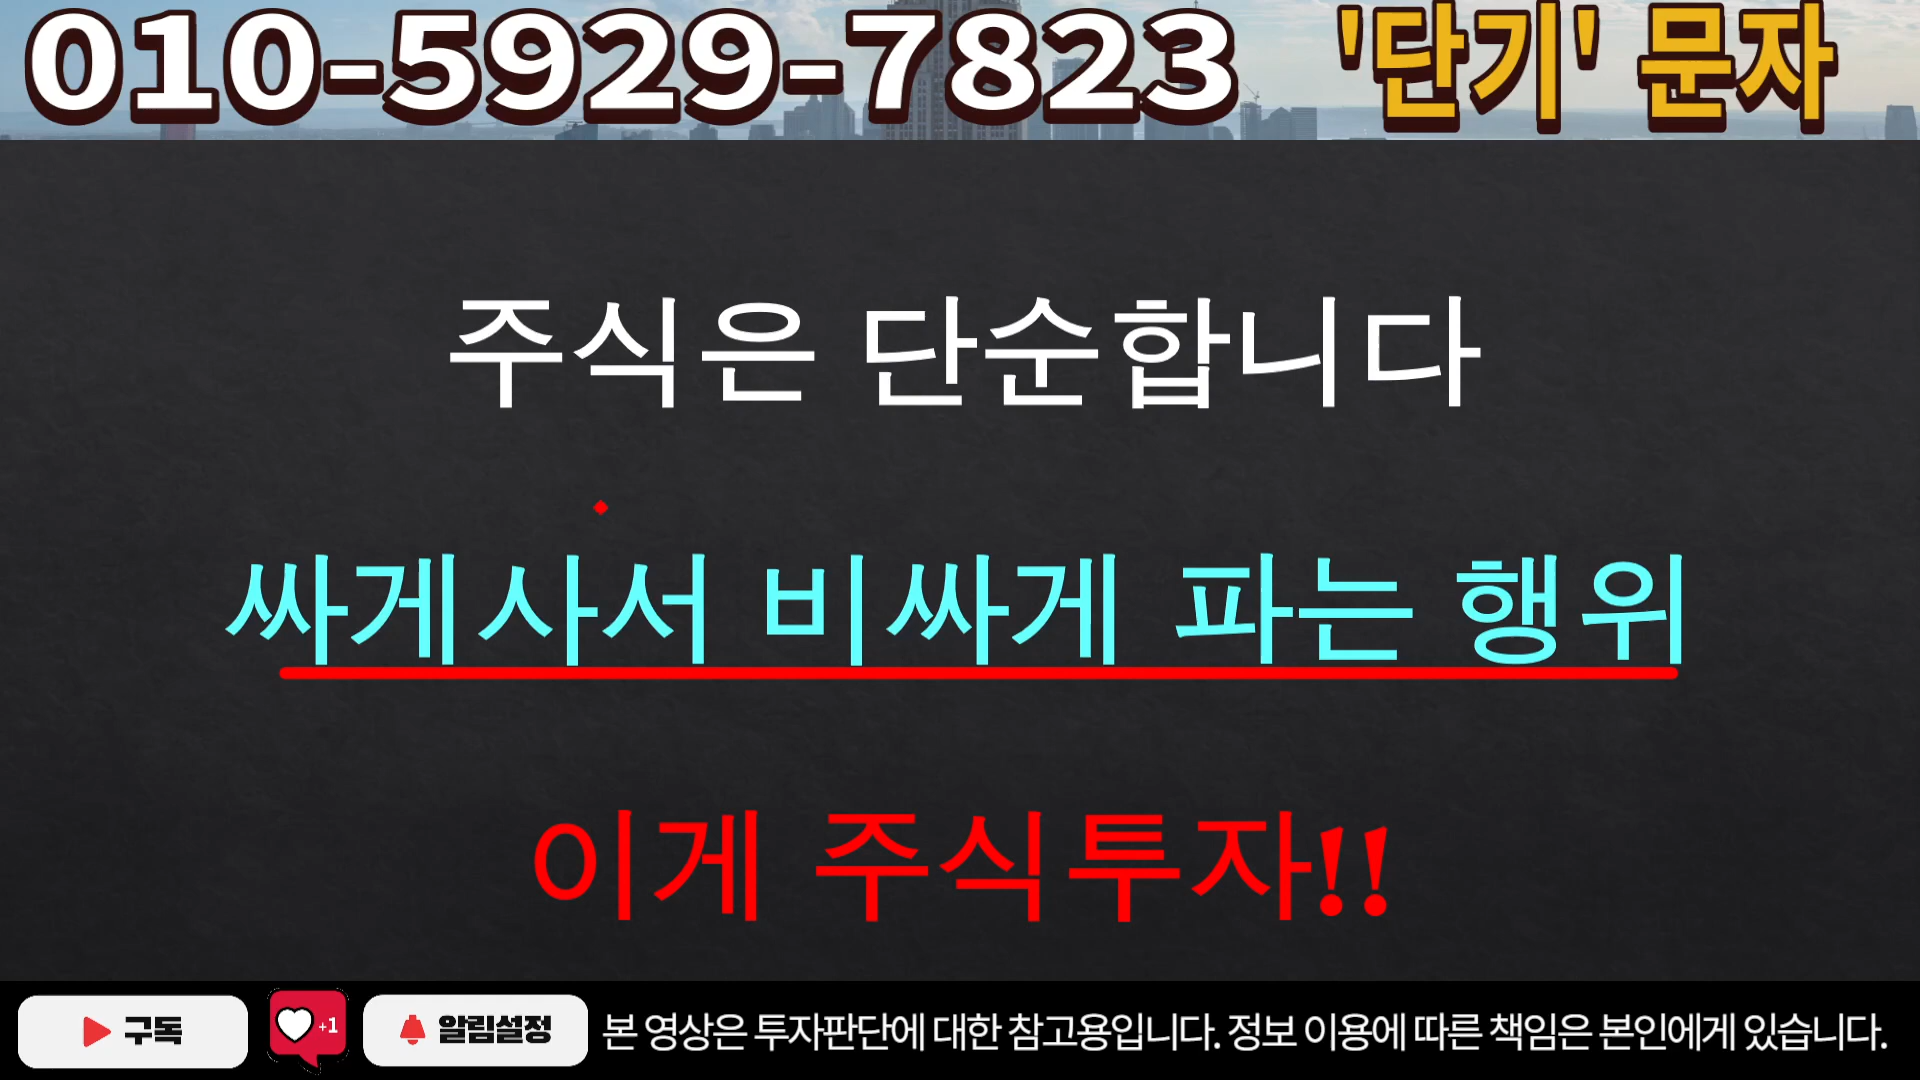 010-5929-7823 '단기' 문자
주식은 단순합니다
싸게사서 비싸게 파는 행위
이게 주식투자!!
구독 +1 알림설정 본 영상은 투자판단에 대한 참고용입니다. 정보 이용에 따른 책임은 본인에게 있습니다.